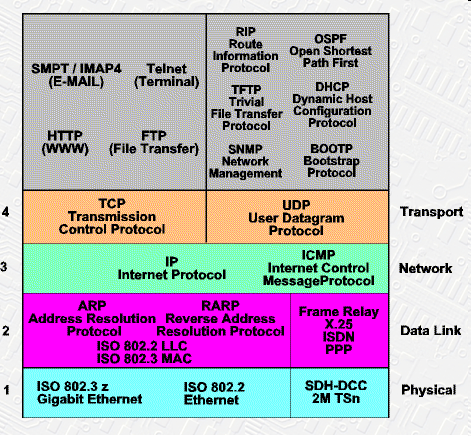 SMPT / IMAP4
(E-MAIL)
Telnet
(Terminal)
HTTP
(WWW)
FTP
(File Transfer)
RIP
Route
Information
Protocol
OSPF
Open Shortest
Path First
TFTP
Trivial
File Transfer
Protocol
DHCP
Dynamic Host
Configuration
Protocol
SNMP
Network
Management
BOOTP
Bootstrap
Protocol
4
TCP
Transmission
Control Protocol
UDP
User Datagram
Protocol
Transport
3
IP
Internet Protocol
ICMP
Internet Control
MessageProtocol
Network
2
ARP
Address Resolution
Protocol
RARP
Reverse Address
Resolution Protocol
ISO 802.2 LLC
ISO 802.3 MAC
Frame Relay
X.25
ISDN
PPP
Data Link
1
ISO 802.3 z
Gigabit Ethernet
ISO 802.2
Ethernet
SDH-DCC
2M TSn
Physical